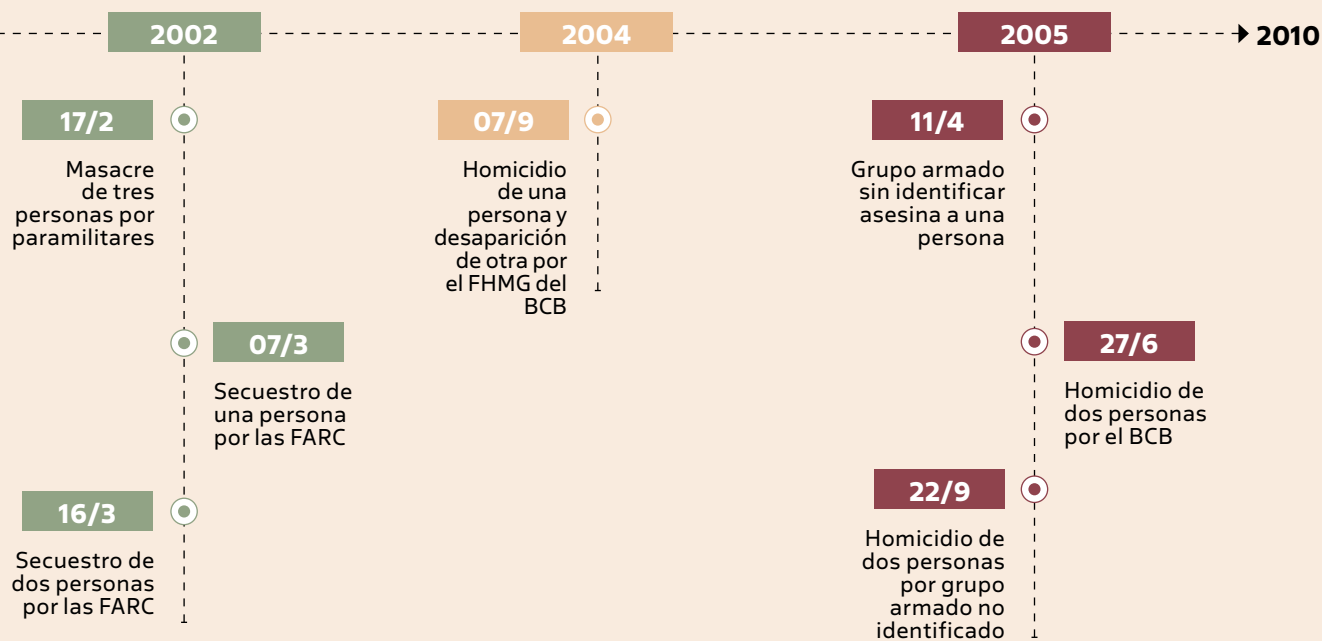 2002
2004
2005
2010
17/2
Masacre
de tres
personas por
paramilitares
07/3
Secuestro de
una persona
por las FARC
16/3
Secuestro de
dos personas
por las FARC
07/9
Homicidio
de una
persona y
desaparición
de otra por
el FHMG del
BCB
11/4
Grupo armado
sin identificar
asesina a una
persona
27/6
Homicidio de
dos personas
por el BCB
22/9
Homicidio de
dos personas
por grupo
armado no
identificado